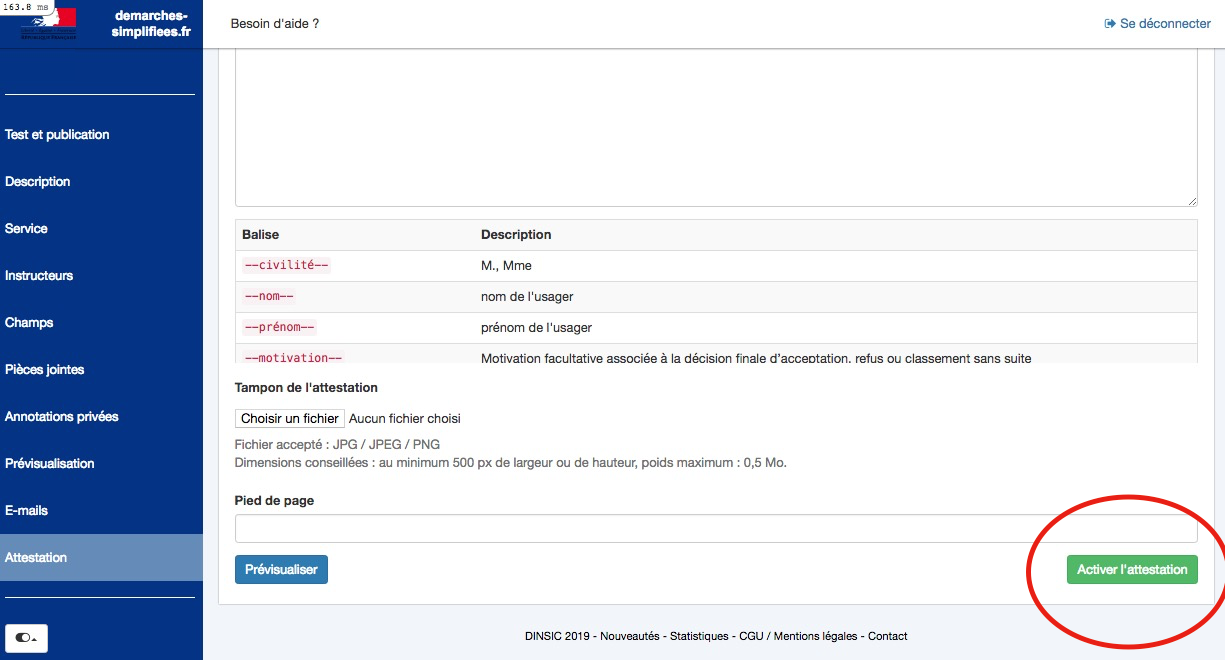 163.8 ms
demarches-
simplifiees.fr
Besoin d'aide ?
Se déconnecter
Test et publication
Description
Service
Instructeurs
Champs
Pièces jointes
Annotations privées
Prévisualisation
E-mails
Attestation
Balise Description
--civilité-- M., Mme
--nom-- nom de l'usager
--prénom-- prénom de l'usager
--motivation-- Motivation facultative associée à la décision finale d'acceptation, refus ou classement sans suite
Tampon de l'attestation
Choisir un fichier Aucun fichier choisi
Fichier accepté : JPG / JPEG / PNG
Dimensions conseillées : au minimum 500 px de largeur ou de hauteur, poids maximum : 0,5 Mo.
Pied de page
Prévisualiser
Activer l'attestation
DINSIC 2019 - Nouveautés - Statistiques - CGU / Mentions légales - Contact